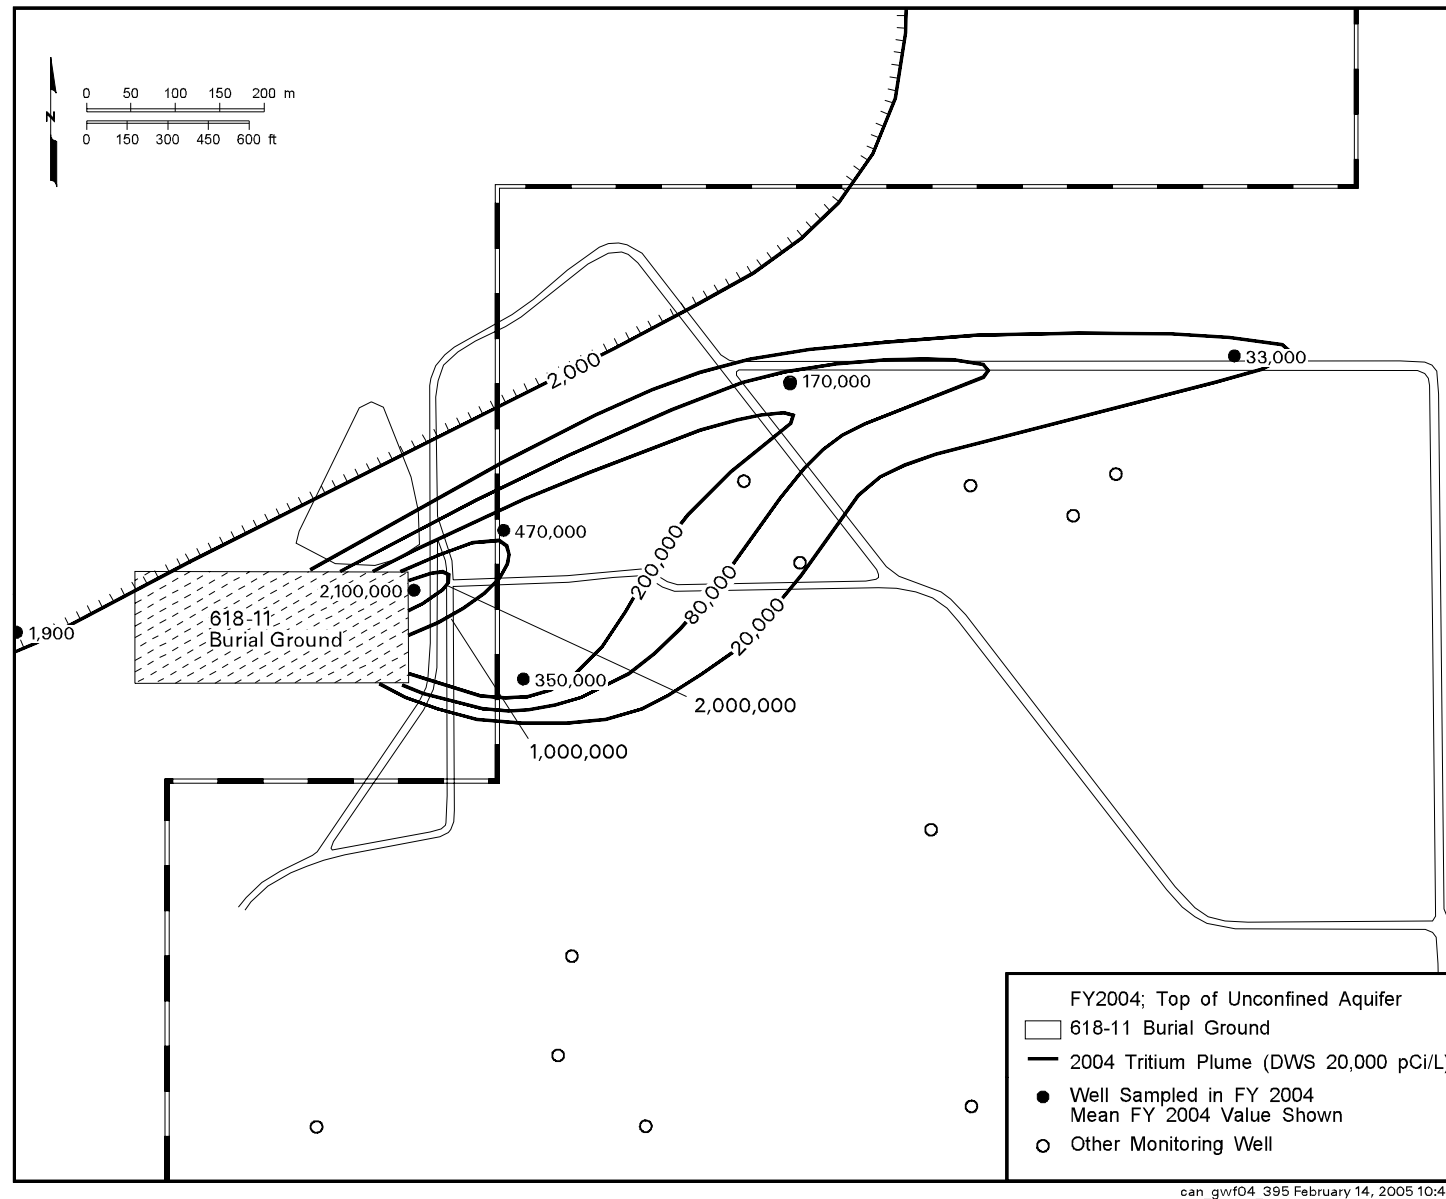 0 50 100 150 200 m
N
0 150 300 450 600 ft
2,000
33,000
170,000
470,000
200,000
2,100,000
80,000
618-11
Burial Ground
20,000
1,900
350,000
2,000,000
1,000,000
FY2004; Top of Unconfined Aquifer
618-11 Burial Ground
2004 Tritium Plume (DWS 20,000 pCi/L)
Well Sampled in FY 2004
Mean FY 2004 Value Shown
Other Monitoring Well
can_gwf04_395 February 14, 2005 10:4